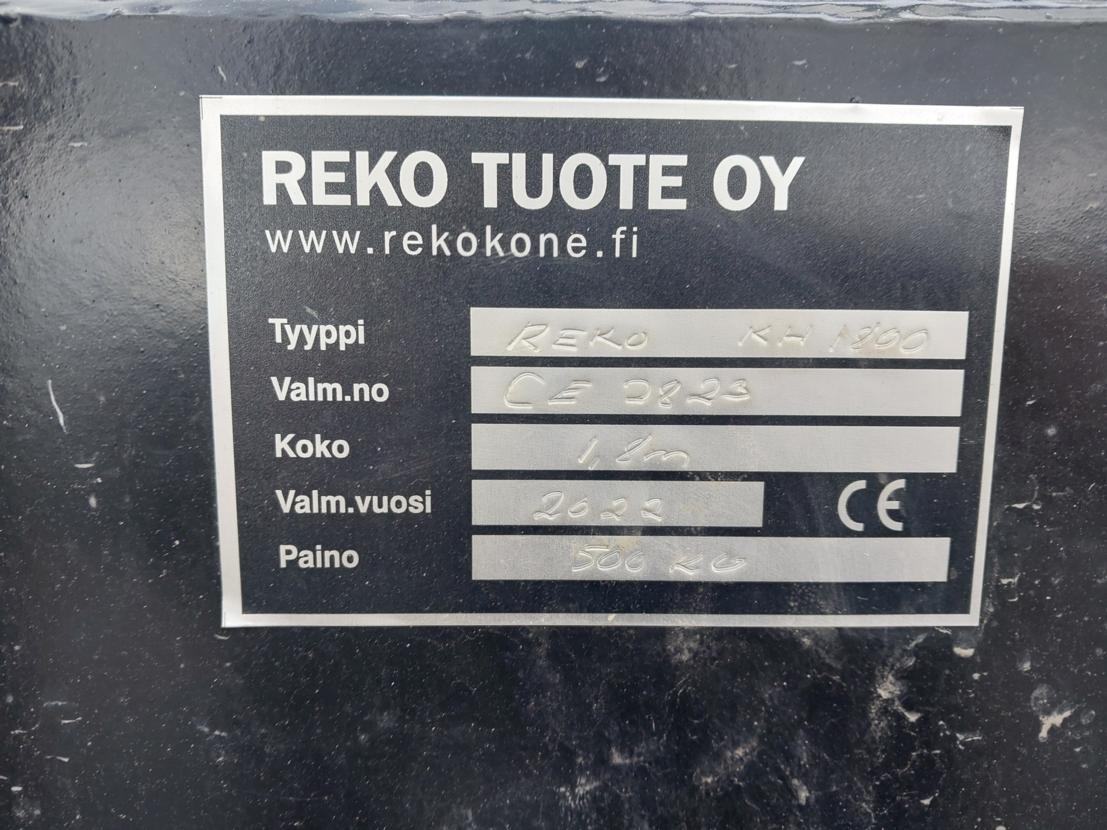 REKO TUOTE OY
www.rekokone.fi
Tyyppi REKO KH 1800
Valm.no CE 2823
Koko 1,8m
Valm.vuosi 2022 CE
Paino 500 KG